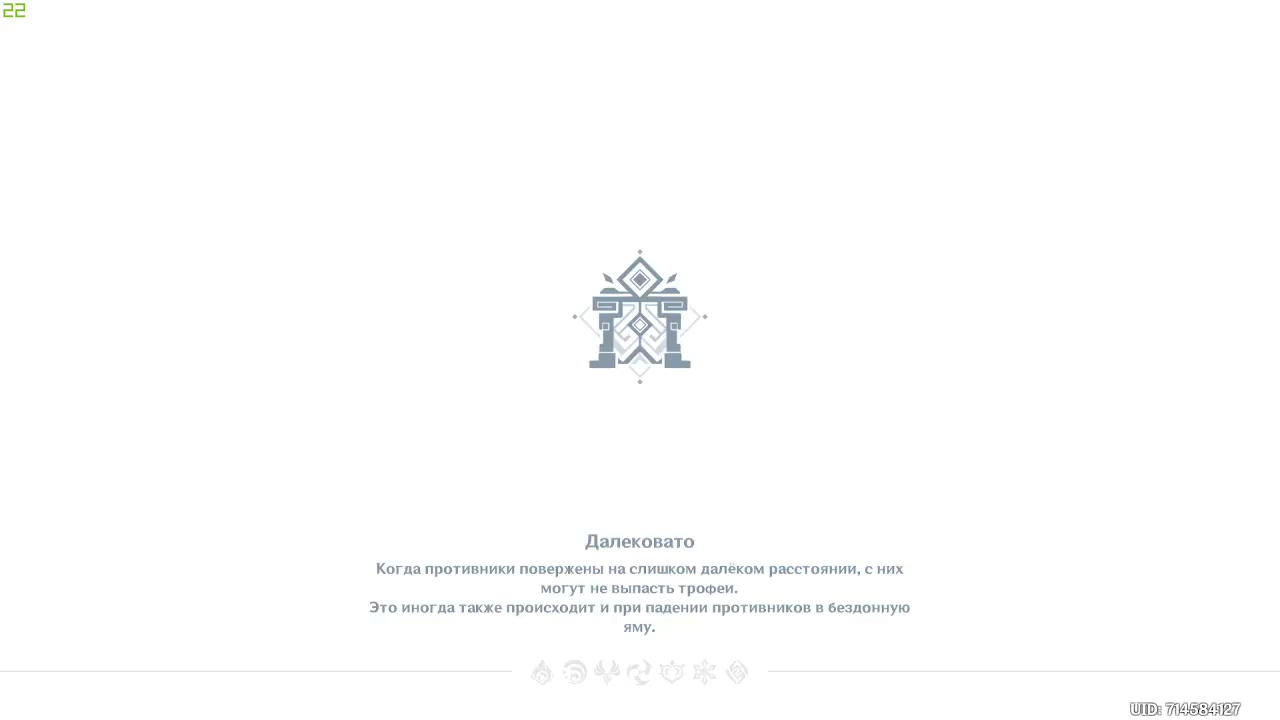 22
Далековато
Когда противники повержены на слишком далёком расстоянии, с них
могут не выпасть трофеи.
Это иногда также происходит и при падении противников в бездонную
яму.
UID: 714584127